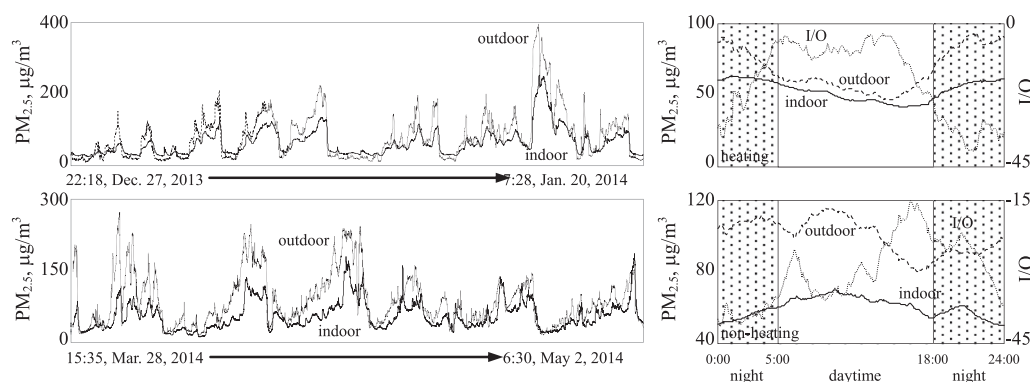 PM2.5, µg/m3
400
200
0
outdoor
indoor
22:18, Dec. 27, 2013
7:28, Jan. 20, 2014
PM2.5, µg/m3
100
50
0
I/O
outdoor
indoor
heating
-0
I/O
-45
PM2.5, µg/m3
300
150
0
outdoor
indoor
15:35, Mar. 28, 2014
6:30, May 2, 2014
PM2.5, µg/m3
120
80
60
40
outdoor
I/O
indoor
non-heating
-15
I/O
-45
0:00 5:00 18:00 24:00
night daytime night